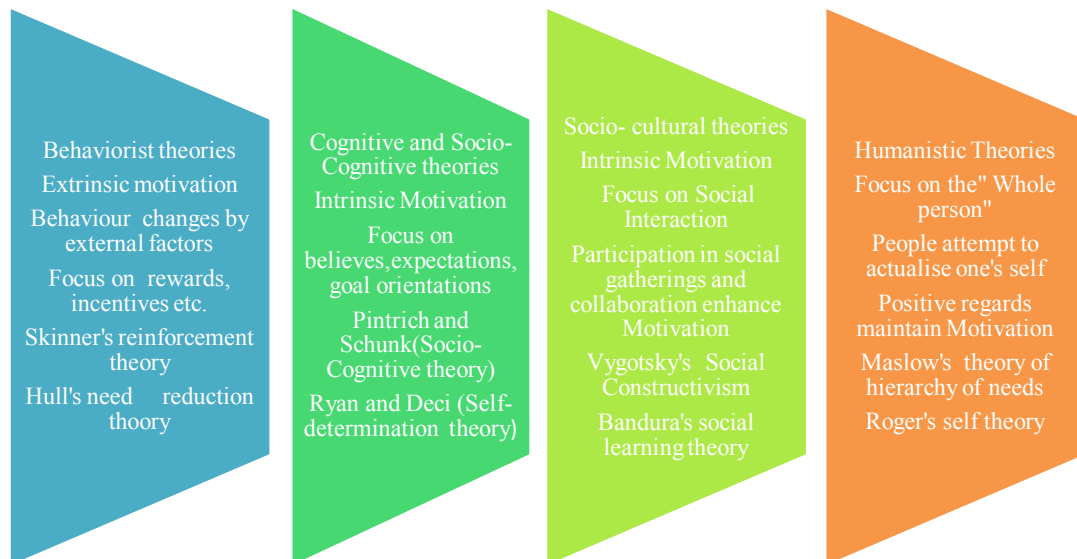 Behaviorist theories
Extrinsic motivation
Behaviour changes by
external factors
Focus on rewards,
incentives etc.
Skinner's reinforcement
theory
Hull's need reduction
thoory
Cognitive and Socio-
Cognitive theories
Intrinsic Motivation
Focus on
believes,expectations,
goal orientations
Pintrich and
Schunk(Socio-
Cognitive theory)
Ryan and Deci (Self-
determination theory)
Socio- cultural theories
Intrinsic Motivation
Focus on Social
Interaction
Participation in social
gatherings and
collaboration enhance
Motivation
Vygotsky's Social
Constructivism
Bandura's social
learning theory
Humanistic Theories
Focus on the" Whole
person"
People attempt to
actualise one's self
Positive regards
maintain Motivation
Maslow's theory of
hierarchy of needs
Roger's self theory